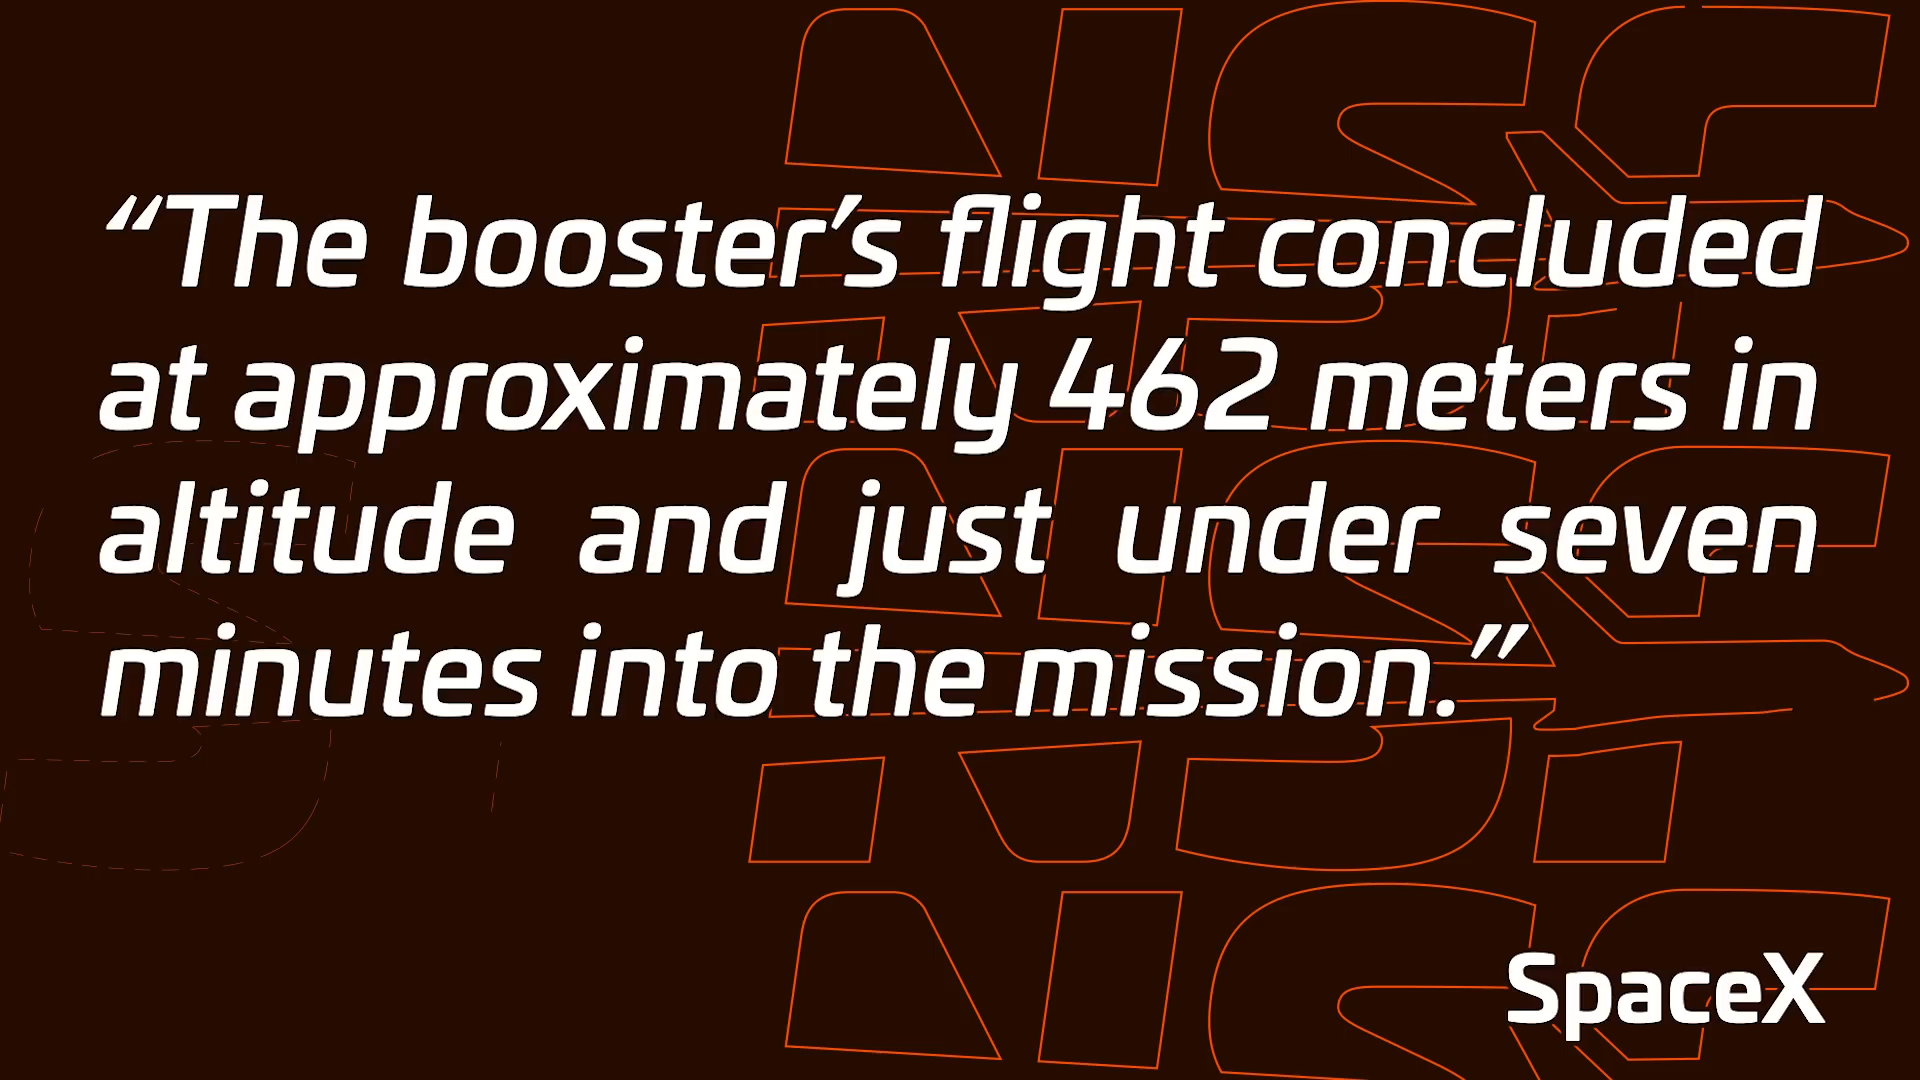 “The booster’s flight concluded
at approximately 462 meters in
altitude and just under seven
minutes into the mission.”
SpaceX